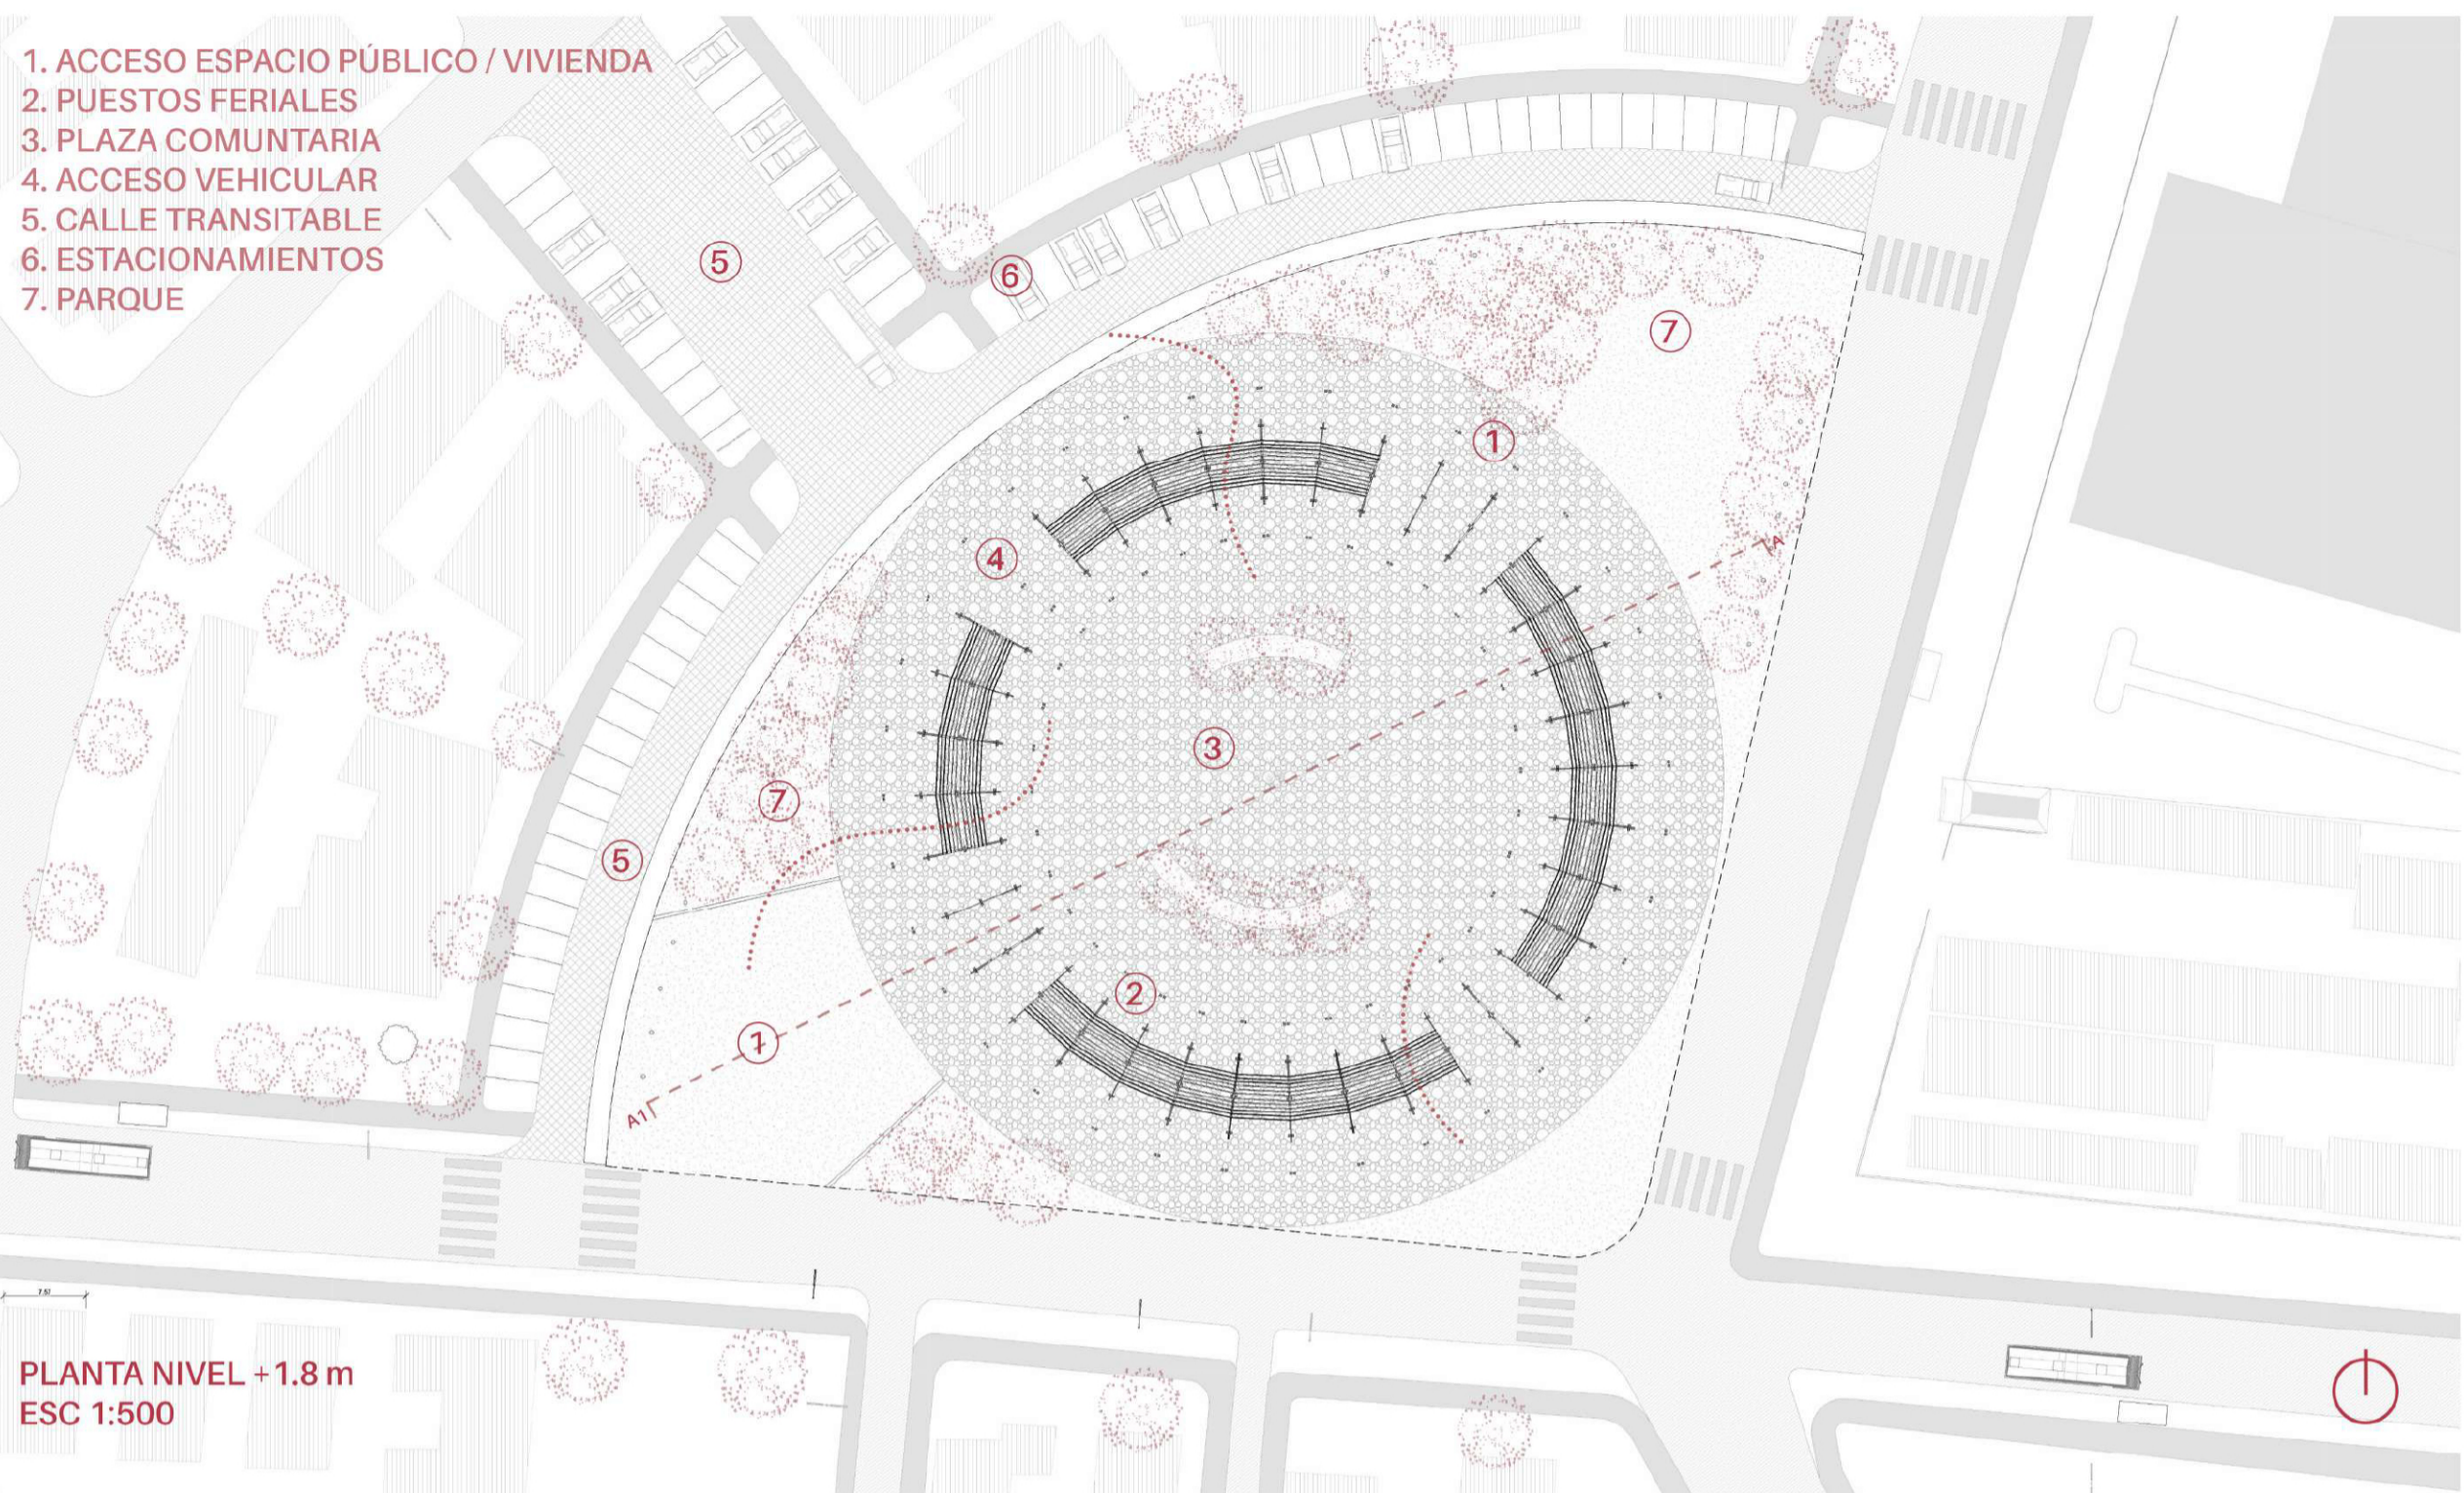 1. ACCESO ESPACIO PÚBLICO / VIVIENDA
2. PUESTOS FERIALES
3. PLAZA COMUNTARIA
4. ACCESO VEHICULAR
5. CALLE TRANSITABLE
6. ESTACIONAMIENTOS
7. PARQUE
5
6
7
1
4
A
3
7
5
2
1
A1
PLANTA NIVEL +1.8 m
ESC 1:500